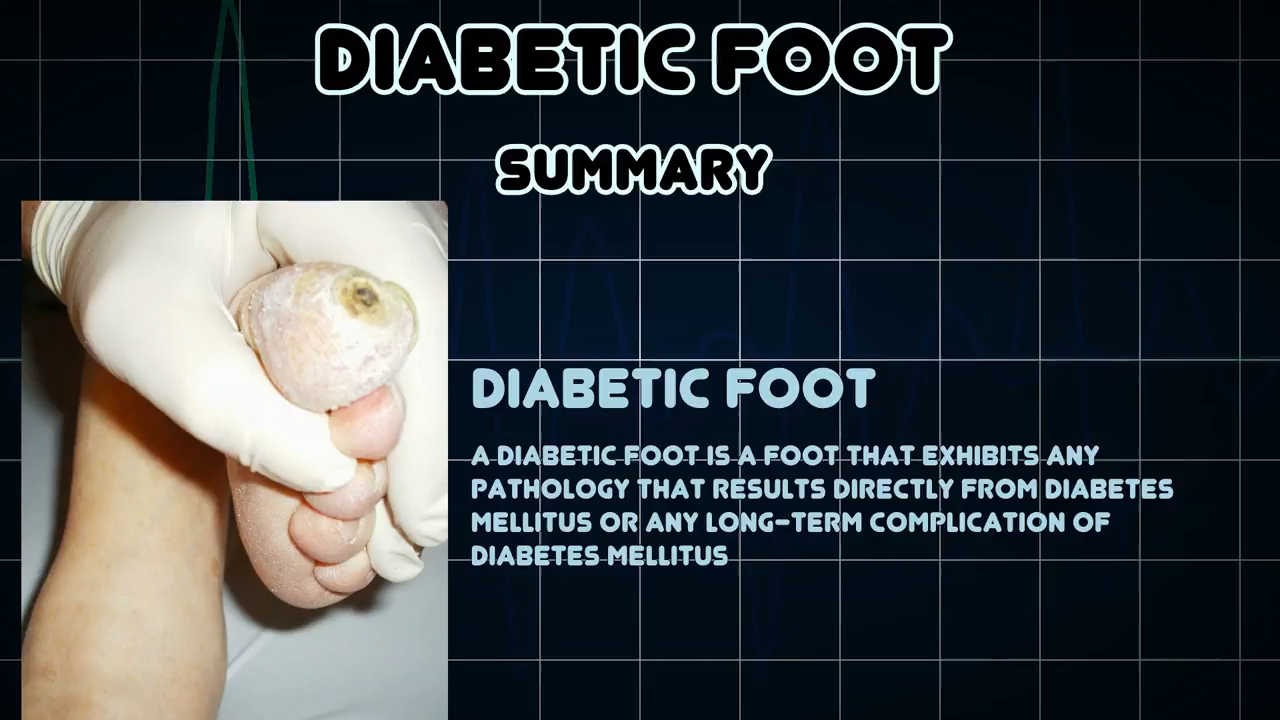 DIABETIC FOOT
SUMMARY
DIABETIC FOOT
A DIABETIC FOOT IS A FOOT THAT EXHIBITS ANY
PATHOLOGY THAT RESULTS DIRECTLY FROM DIABETES
MELLITUS OR ANY LONG-TERM COMPLICATION OF
DIABETES MELLITUS